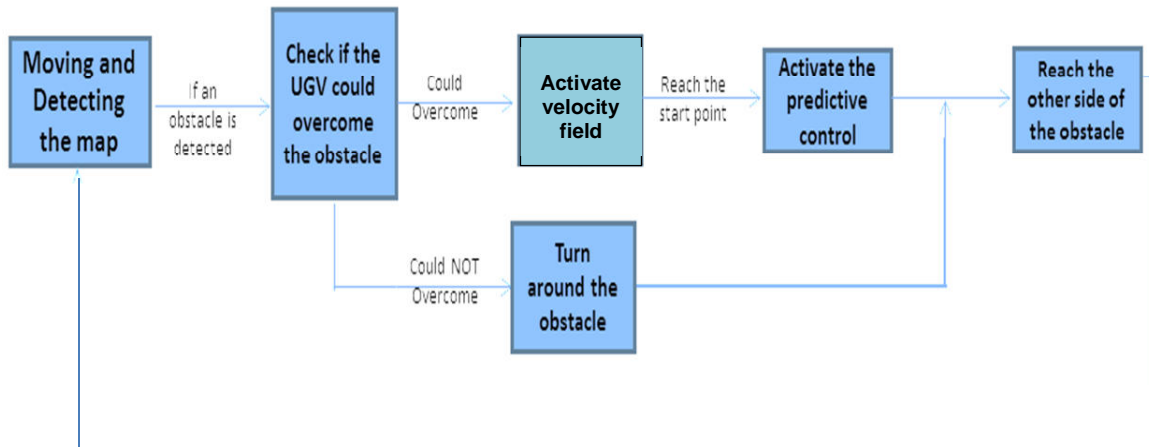 Moving and
Detecting
the map
If an
obstacle is
detected
Check if the
UGV could
overcome
the obstacle
Could
Overcome
Activate
velocity
field
Reach the
start point
Activate the
predictive
control
Reach the
other side of
the obstacle
Could NOT
Overcome
Turn
around the
obstacle